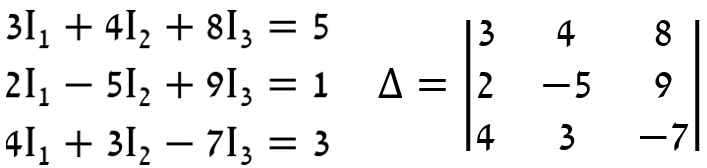 3I₁ + 4I₂ + 8I₃ = 5
2I₁ − 5I₂ + 9I₃ = 1
4I₁ + 3I₂ − 7I₃ = 3
Δ =
3 4 8
2 −5 9
4 3 −7